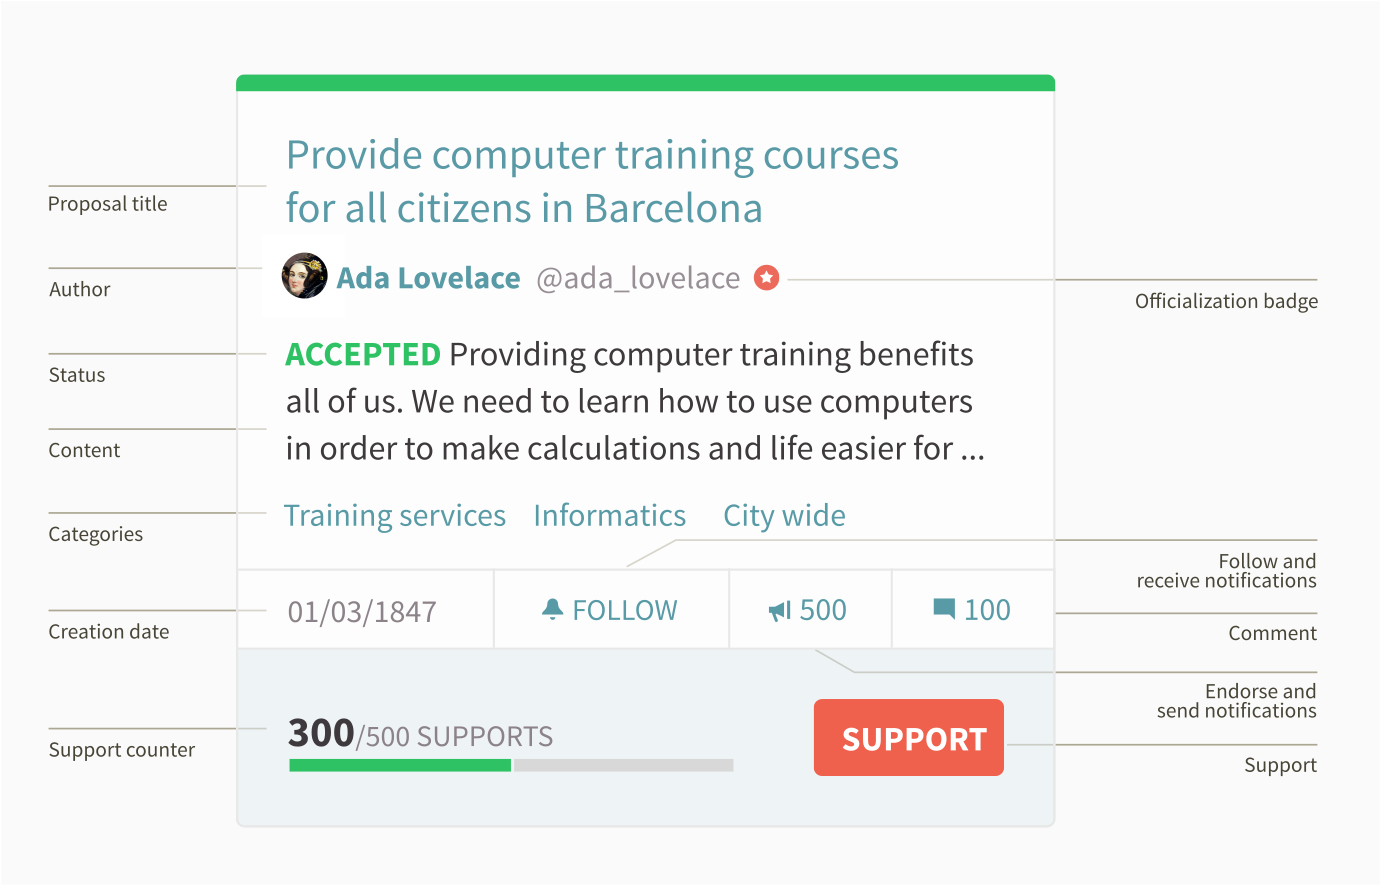 Provide computer training courses
for all citizens in Barcelona
Proposal title
Ada Lovelace @ada_lovelace
Author
Officialization badge
ACCEPTED Providing computer training benefits
all of us. We need to learn how to use computers
in order to make calculations and life easier for ...
Status
Content
Training services Informatics City wide
Categories
Follow and
receive notifications
01/03/1847 FOLLOW 500 100
Creation date
Comment
Endorse and
send notifications
300/500 SUPPORTS
SUPPORT
Support counter
Support